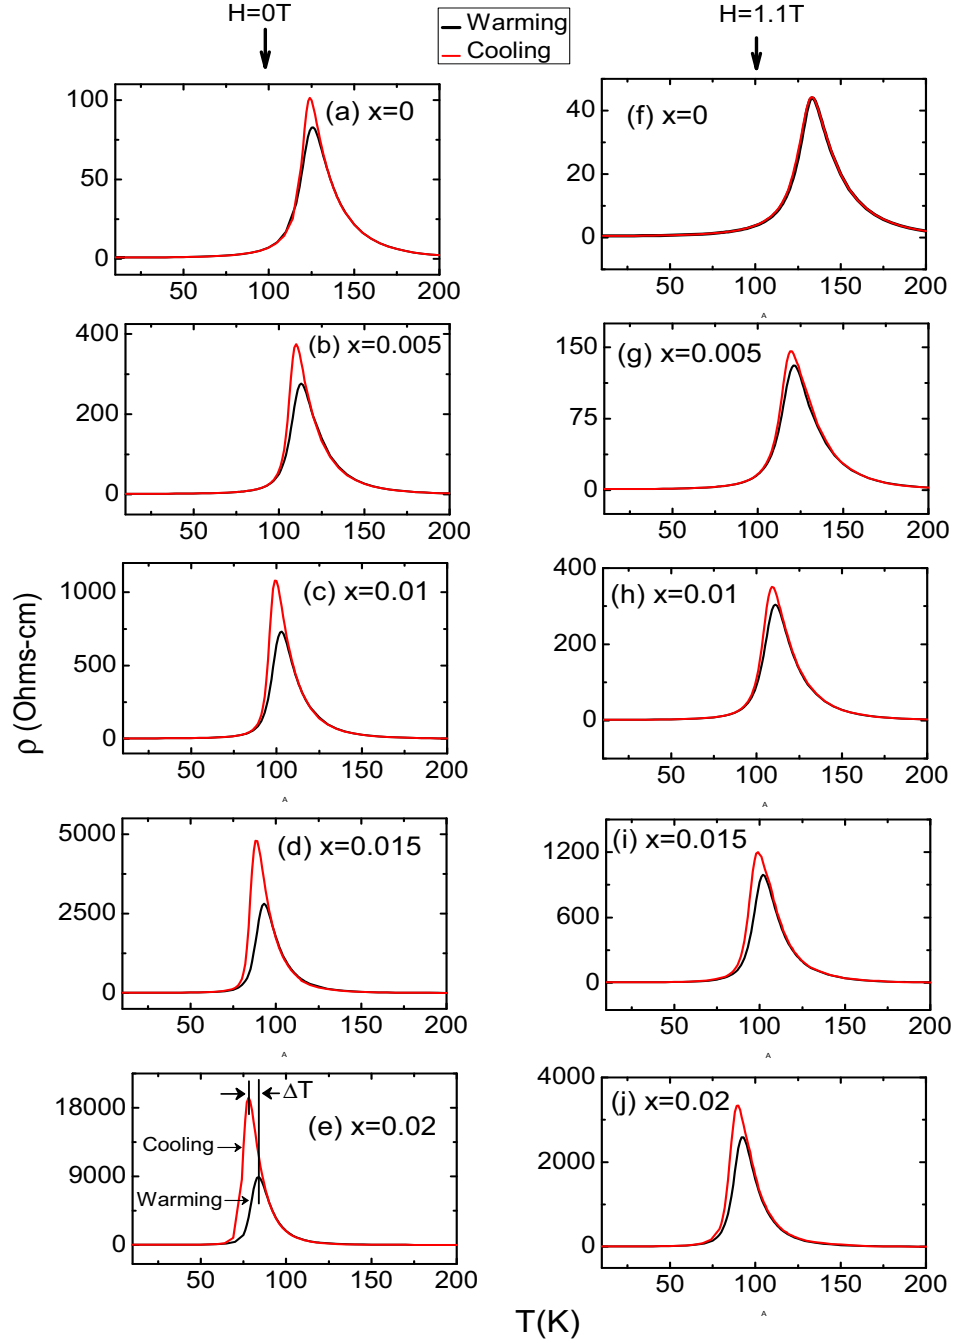 H=0T
Warming
Cooling
H=1.1T
100
50
0
(a) x=0
50 100 150 200
40
20
0
(f) x=0
50 100 150 200
A
400
200
0
(b) x=0.005
50 100 150 200
150
75
0
(g) x=0.005
50 100 150 200
1000
500
0
(c) x=0.01
50 100 150 200
A
400
200
0
(h) x=0.01
50 100 150 200
A
5000
2500
0
(d) x=0.015
50 100 150 200
A
1200
600
0
(i) x=0.015
50 100 150 200
A
18000
9000
0
ΔT
(e) x=0.02
Cooling
Warming
50 100 150 200
4000
2000
0
(j) x=0.02
50 100 150 200
A
ρ (Ohms-cm)
T(K)